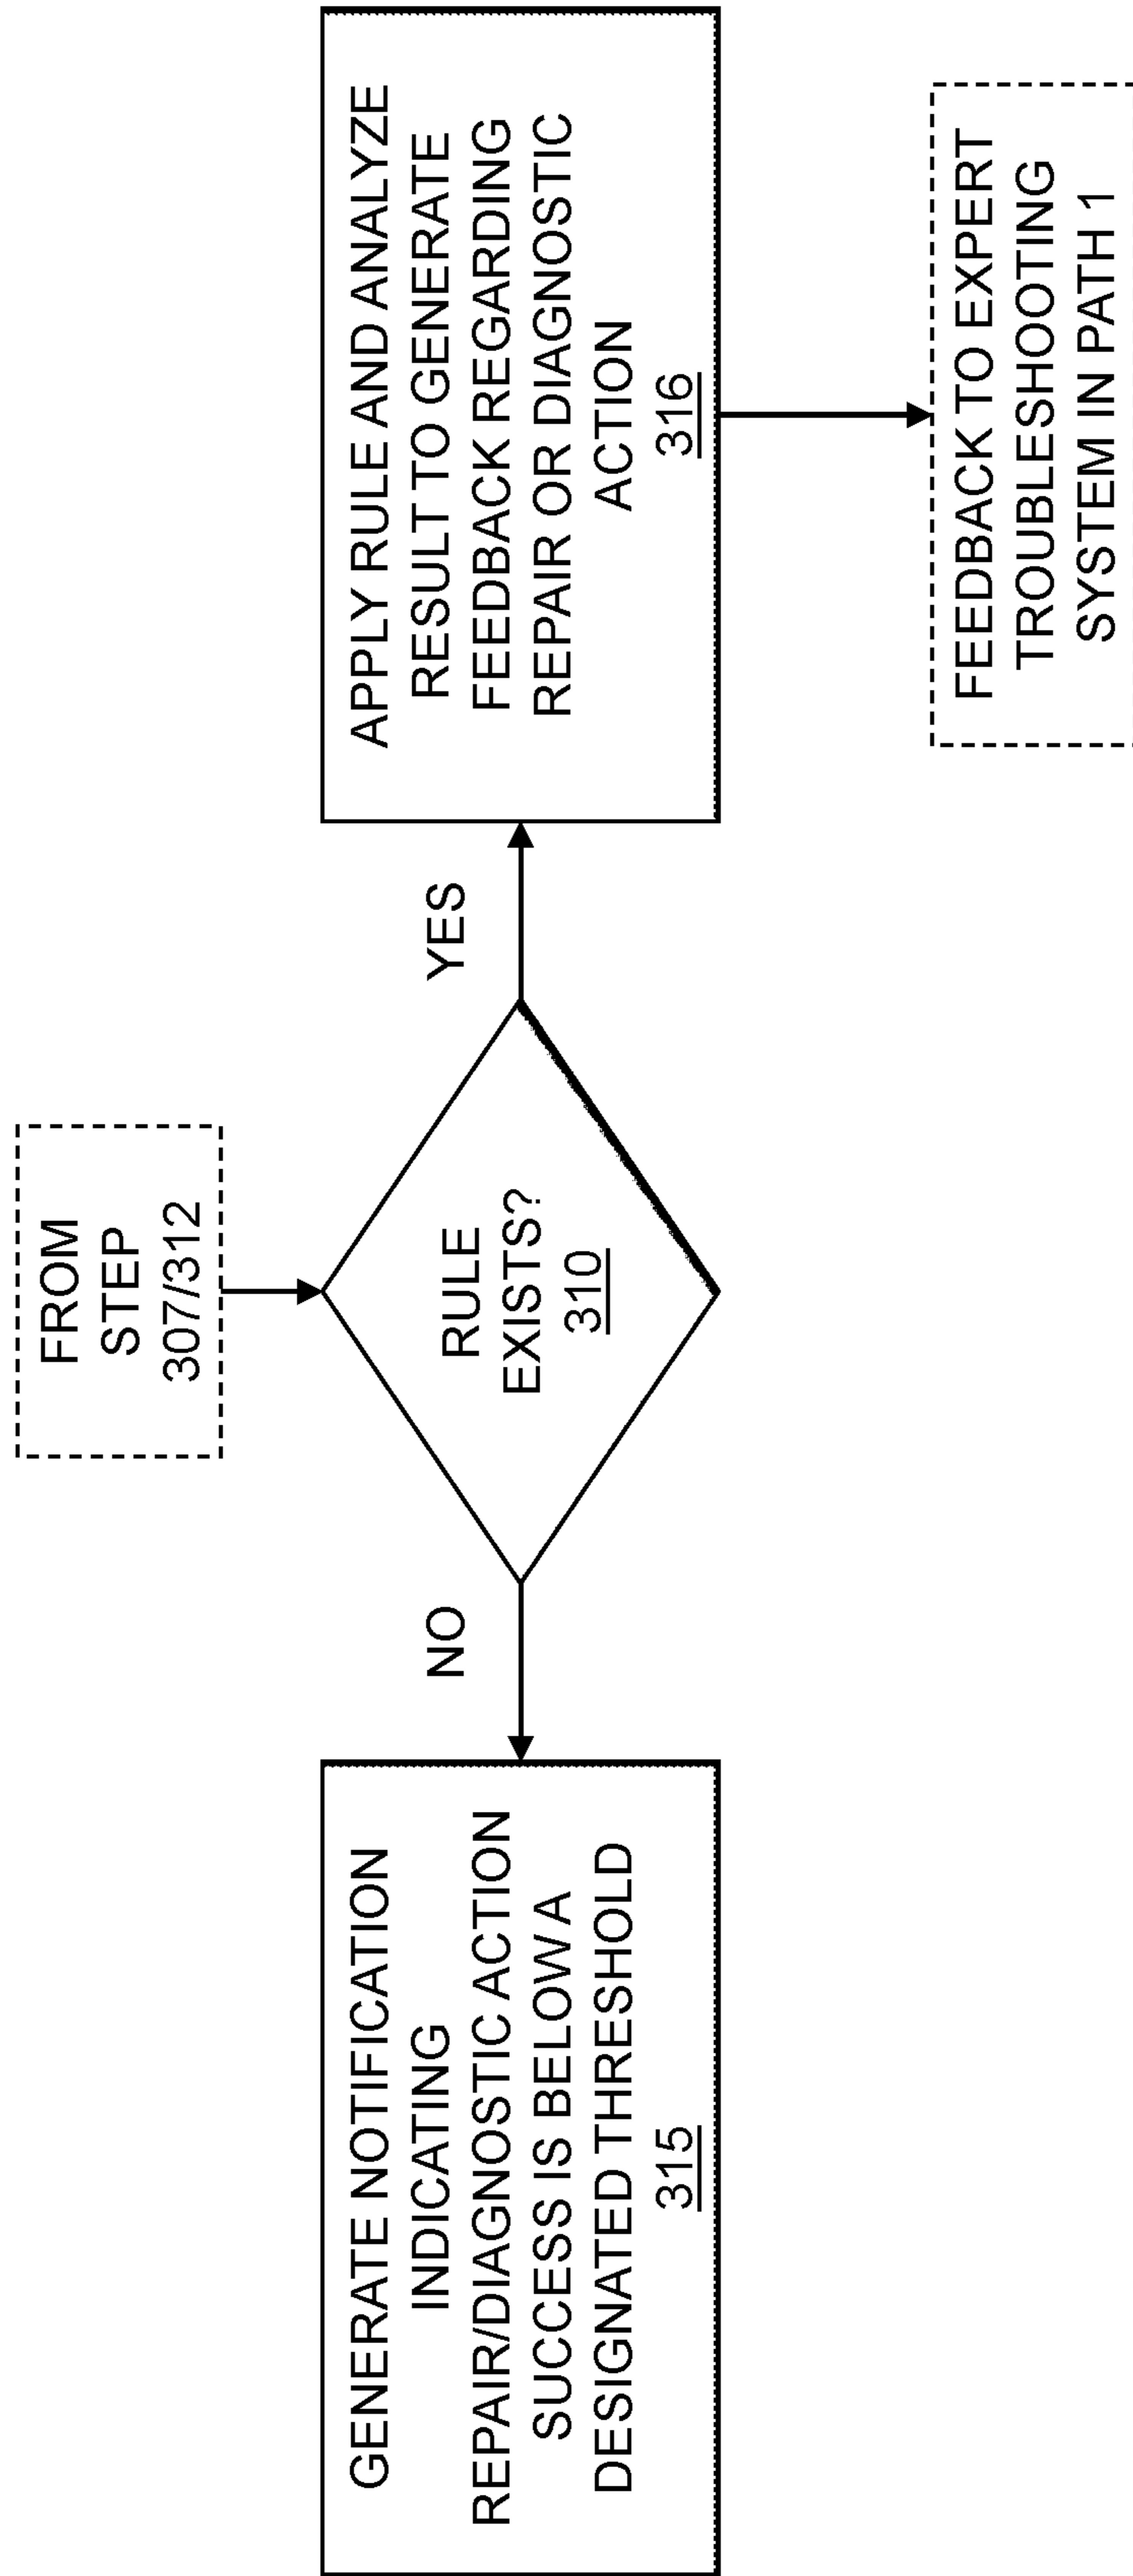 FROM
STEP
307/312
RULE
EXISTS?
310
NO
YES
GENERATE NOTIFICATION
INDICATING
REPAIR/DIAGNOSTIC ACTION
SUCCESS IS BELOW A
DESIGNATED THRESHOLD
315
APPLY RULE AND ANALYZE
RESULT TO GENERATE
FEEDBACK REGARDING
REPAIR OR DIAGNOSTIC
ACTION
316
FEEDBACK TO EXPERT
TROUBLESHOOTING
SYSTEM IN PATH 1